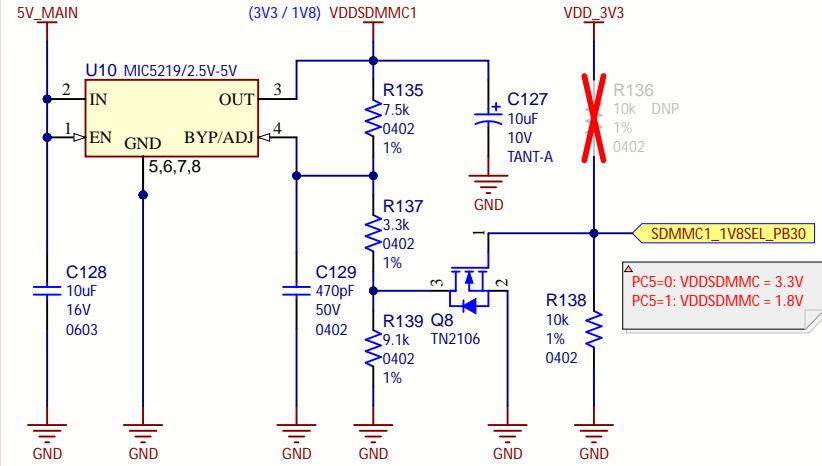 5V_MAIN
(3V3 / 1V8) VDDSDMMC1
VDD_3V3
U10 MIC5219/2.5V-5V
2 IN
OUT 3
1 EN
BYP/ADJ 4
GND
5,6,7,8
R135
7.5k
0402
1%
C127
10uF
10V
TANT-A
GND
R136
10k DNP
1%
0402
R137
3.3k
0402
1%
1
SDMMC1_1V8SEL_PB30
PC5=0: VDDSDMMC = 3.3V
PC5=1: VDDSDMMC = 1.8V
C128
10uF
16V
0603
C129
470pF
50V
0402
3
2
Q8
TN2106
R138
10k
1%
0402
R139
9.1k
0402
1%
GND
GND
GND
GND
GND
GND